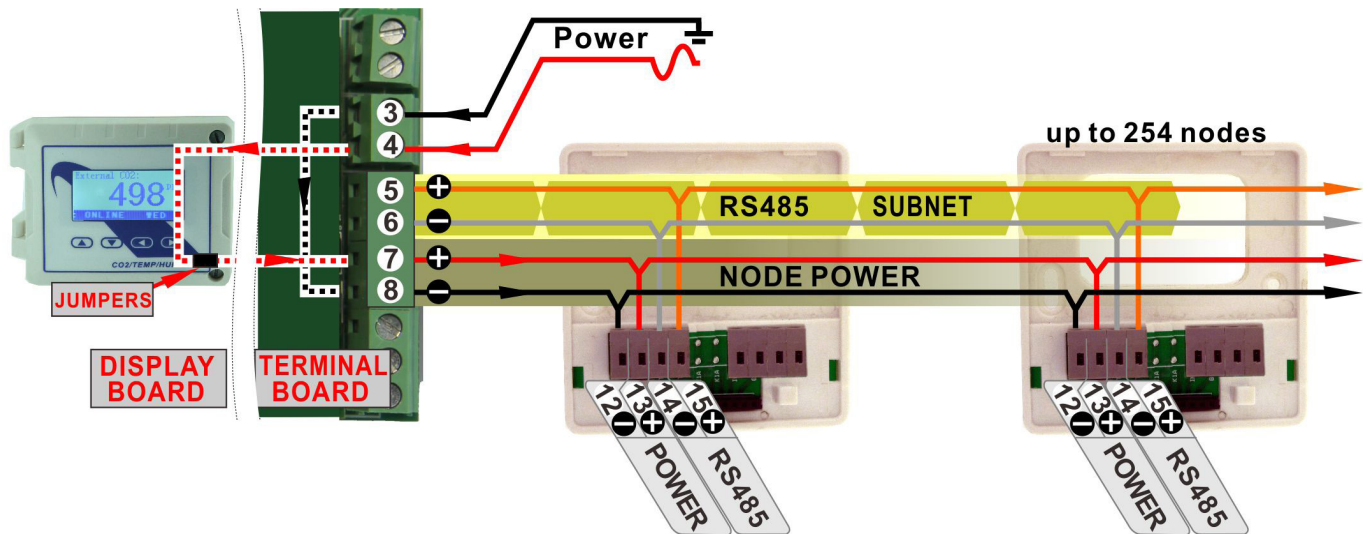 Power
3
4
up to 254 nodes
External CO2:
498
ONLINE
CO2/TEMP/HU
5 + RS485 SUBNET
6 −
7 + NODE POWER
8 −
JUMPERS
DISPLAY BOARD
TERMINAL BOARD
12 − 13 + 14 − 15 +
POWER RS485
12 − 13 + 14 − 15 +
POWER RS485